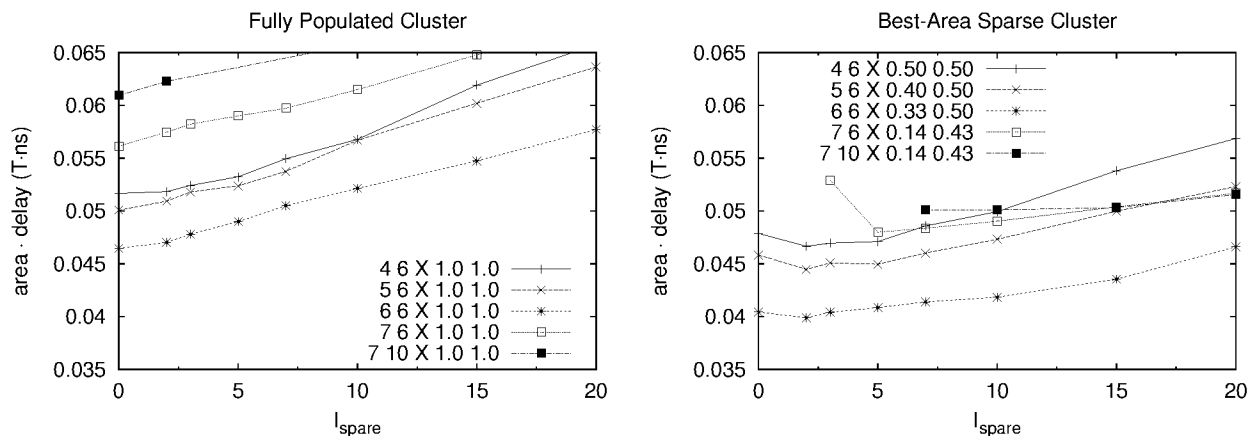 Fully Populated Cluster
0.065
0.06
0.055
0.05
0.045
0.04
0.035
area · delay (T·ns)
4 6 X 1.0 1.0
5 6 X 1.0 1.0
6 6 X 1.0 1.0
7 6 X 1.0 1.0
7 10 X 1.0 1.0
0 5 10 15 20
I_spare
Best-Area Sparse Cluster
0.065
0.06
0.055
0.05
0.045
0.04
0.035
area · delay (T·ns)
4 6 X 0.50 0.50
5 6 X 0.40 0.50
6 6 X 0.33 0.50
7 6 X 0.14 0.43
7 10 X 0.14 0.43
0 5 10 15 20
I_spare